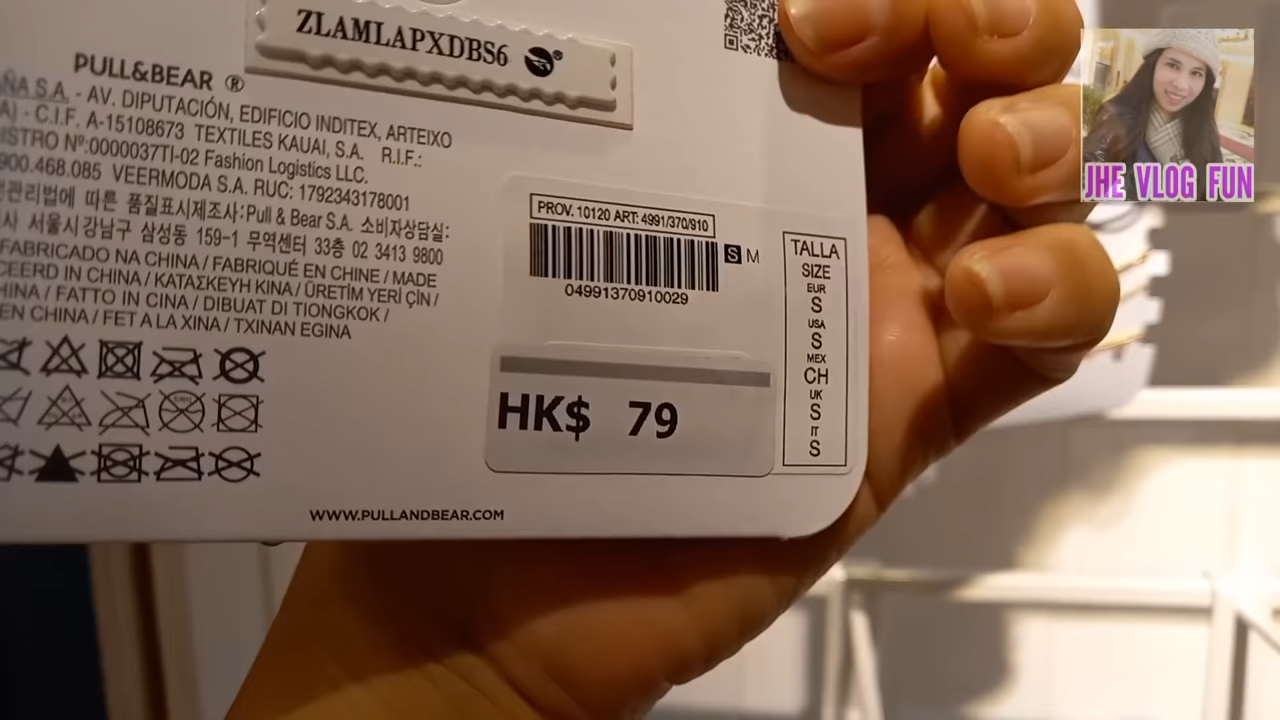 ZLAMLAPXDBS6
PULL&BEAR ®
ÑA S.A. - AV. DIPUTACIÓN, EDIFICIO INDITEX, ARTEIXO
A) - C.I.F. A-15108673 TEXTILES KAUAI, S.A. R.I.F.:
ISTRO Nº:0000037TI-02 Fashion Logistics LLC.
900.468.085 VEERMODA S.A. RUC: 1792343178001
관리법에 따른 품질표시제조사:Pull & Bear S.A. 소비자상담실:
사 서울시강남구 삼성동 159-1 무역센터 33층 02 3413 9800
FABRICADO NA CHINA / FABRIQUÉ EN CHINE / MADE
CEERD IN CHINA / ΚΑΤΑΣΚΕΥΗ ΚΙΝΑ / ÜRETİM YERİ ÇİN /
HINA / FATTO IN CINA / DIBUAT DI TIONGKOK /
EN CHINA / FET A LA XINA / TXINAN EGINA
PROV. 10120 ART: 4991/370/910
S M
04991370910029
HK$ 79
TALLA
SIZE
EUR
S
USA
S
MEX
CH
UK
S
IT
S
WWW.PULLANDBEAR.COM
JHE VLOG FUN